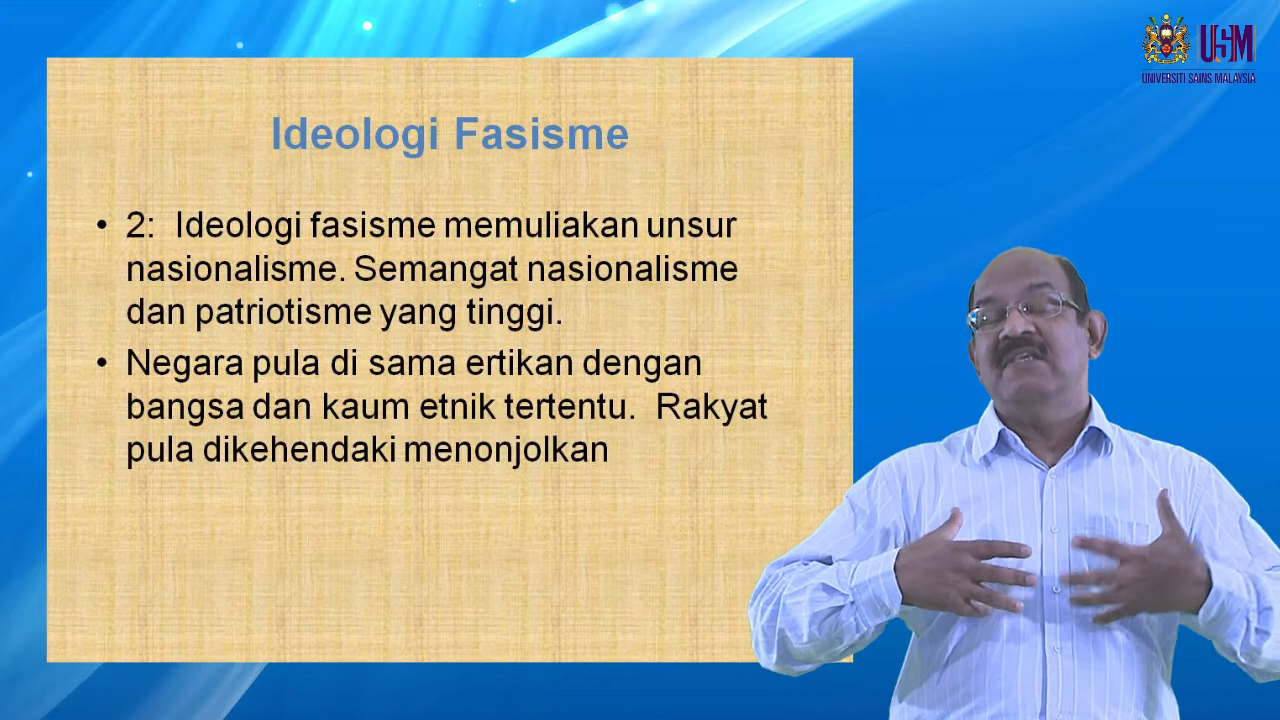 USM
UNIVERSITI SAINS MALAYSIA
Ideologi Fasisme
• 2:  Ideologi fasisme memuliakan unsur
nasionalisme. Semangat nasionalisme
dan patriotisme yang tinggi.
• Negara pula di sama ertikan dengan
bangsa dan kaum etnik tertentu.  Rakyat
pula dikehendaki menonjolkan